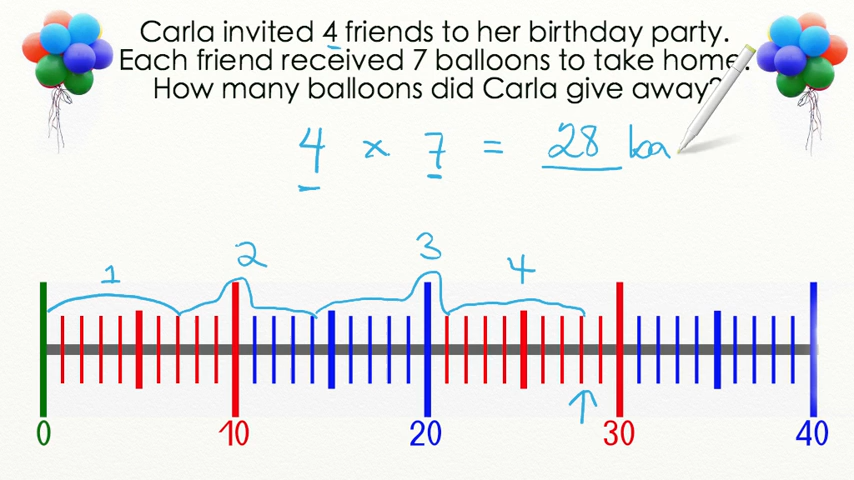 Carla invited 4 friends to her birthday party.
Each friend received 7 balloons to take home.
How many balloons did Carla give away?
4 x 7 = 28 ba
1 2 3 4
0 10 20 30 40